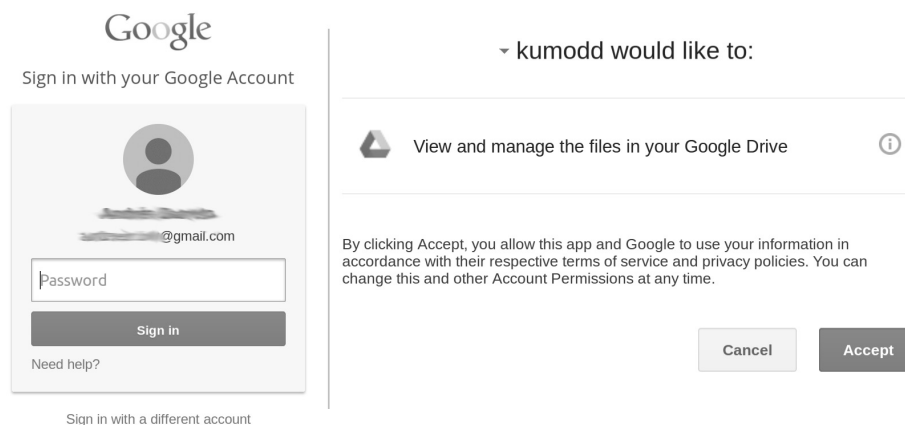 Google
Sign in with your Google Account
@gmail.com
Password
Sign in
Need help?
Sign in with a different account
kumodd would like to:
View and manage the files in your Google Drive
By clicking Accept, you allow this app and Google to use your information in
accordance with their respective terms of service and privacy policies. You can
change this and other Account Permissions at any time.
Cancel
Accept